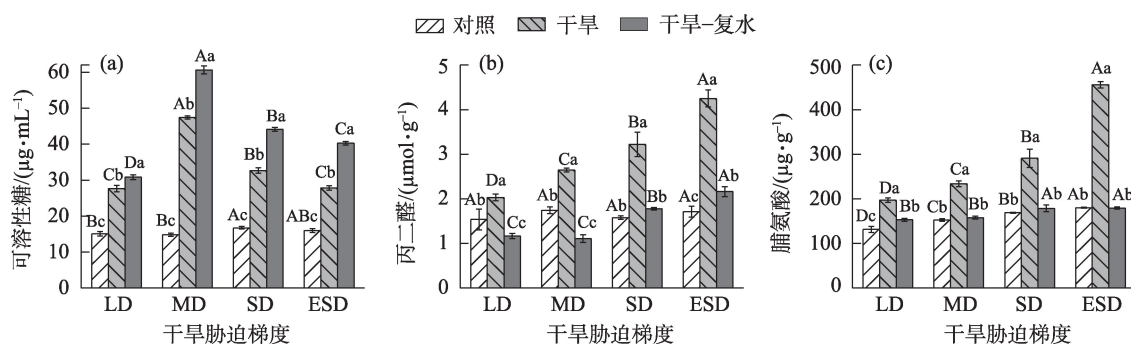 对照 干旱 干旱–复水
(a)
可溶性糖/(μg·mL⁻¹)
60
50
40
30
20
10
0
Bc Cb Da
Bc Ab Aa
Ac Bb Ba
ABc Cb Ca
LD MD SD ESD
干旱胁迫梯度
(b)
丙二醛/(μmol·g⁻¹)
5
4
3
2
1
0
Ab Da Cc
Ab Ca Cc
Bb Ba Bb
Ac Aa Ab
LD MD SD ESD
干旱胁迫梯度
(c)
脯氨酸/(μg·g⁻¹)
500
400
300
200
100
0
Dc Da Bb
Cb Ca Bb
Bb Ba Ab
Ab Aa Ab
LD MD SD ESD
干旱胁迫梯度